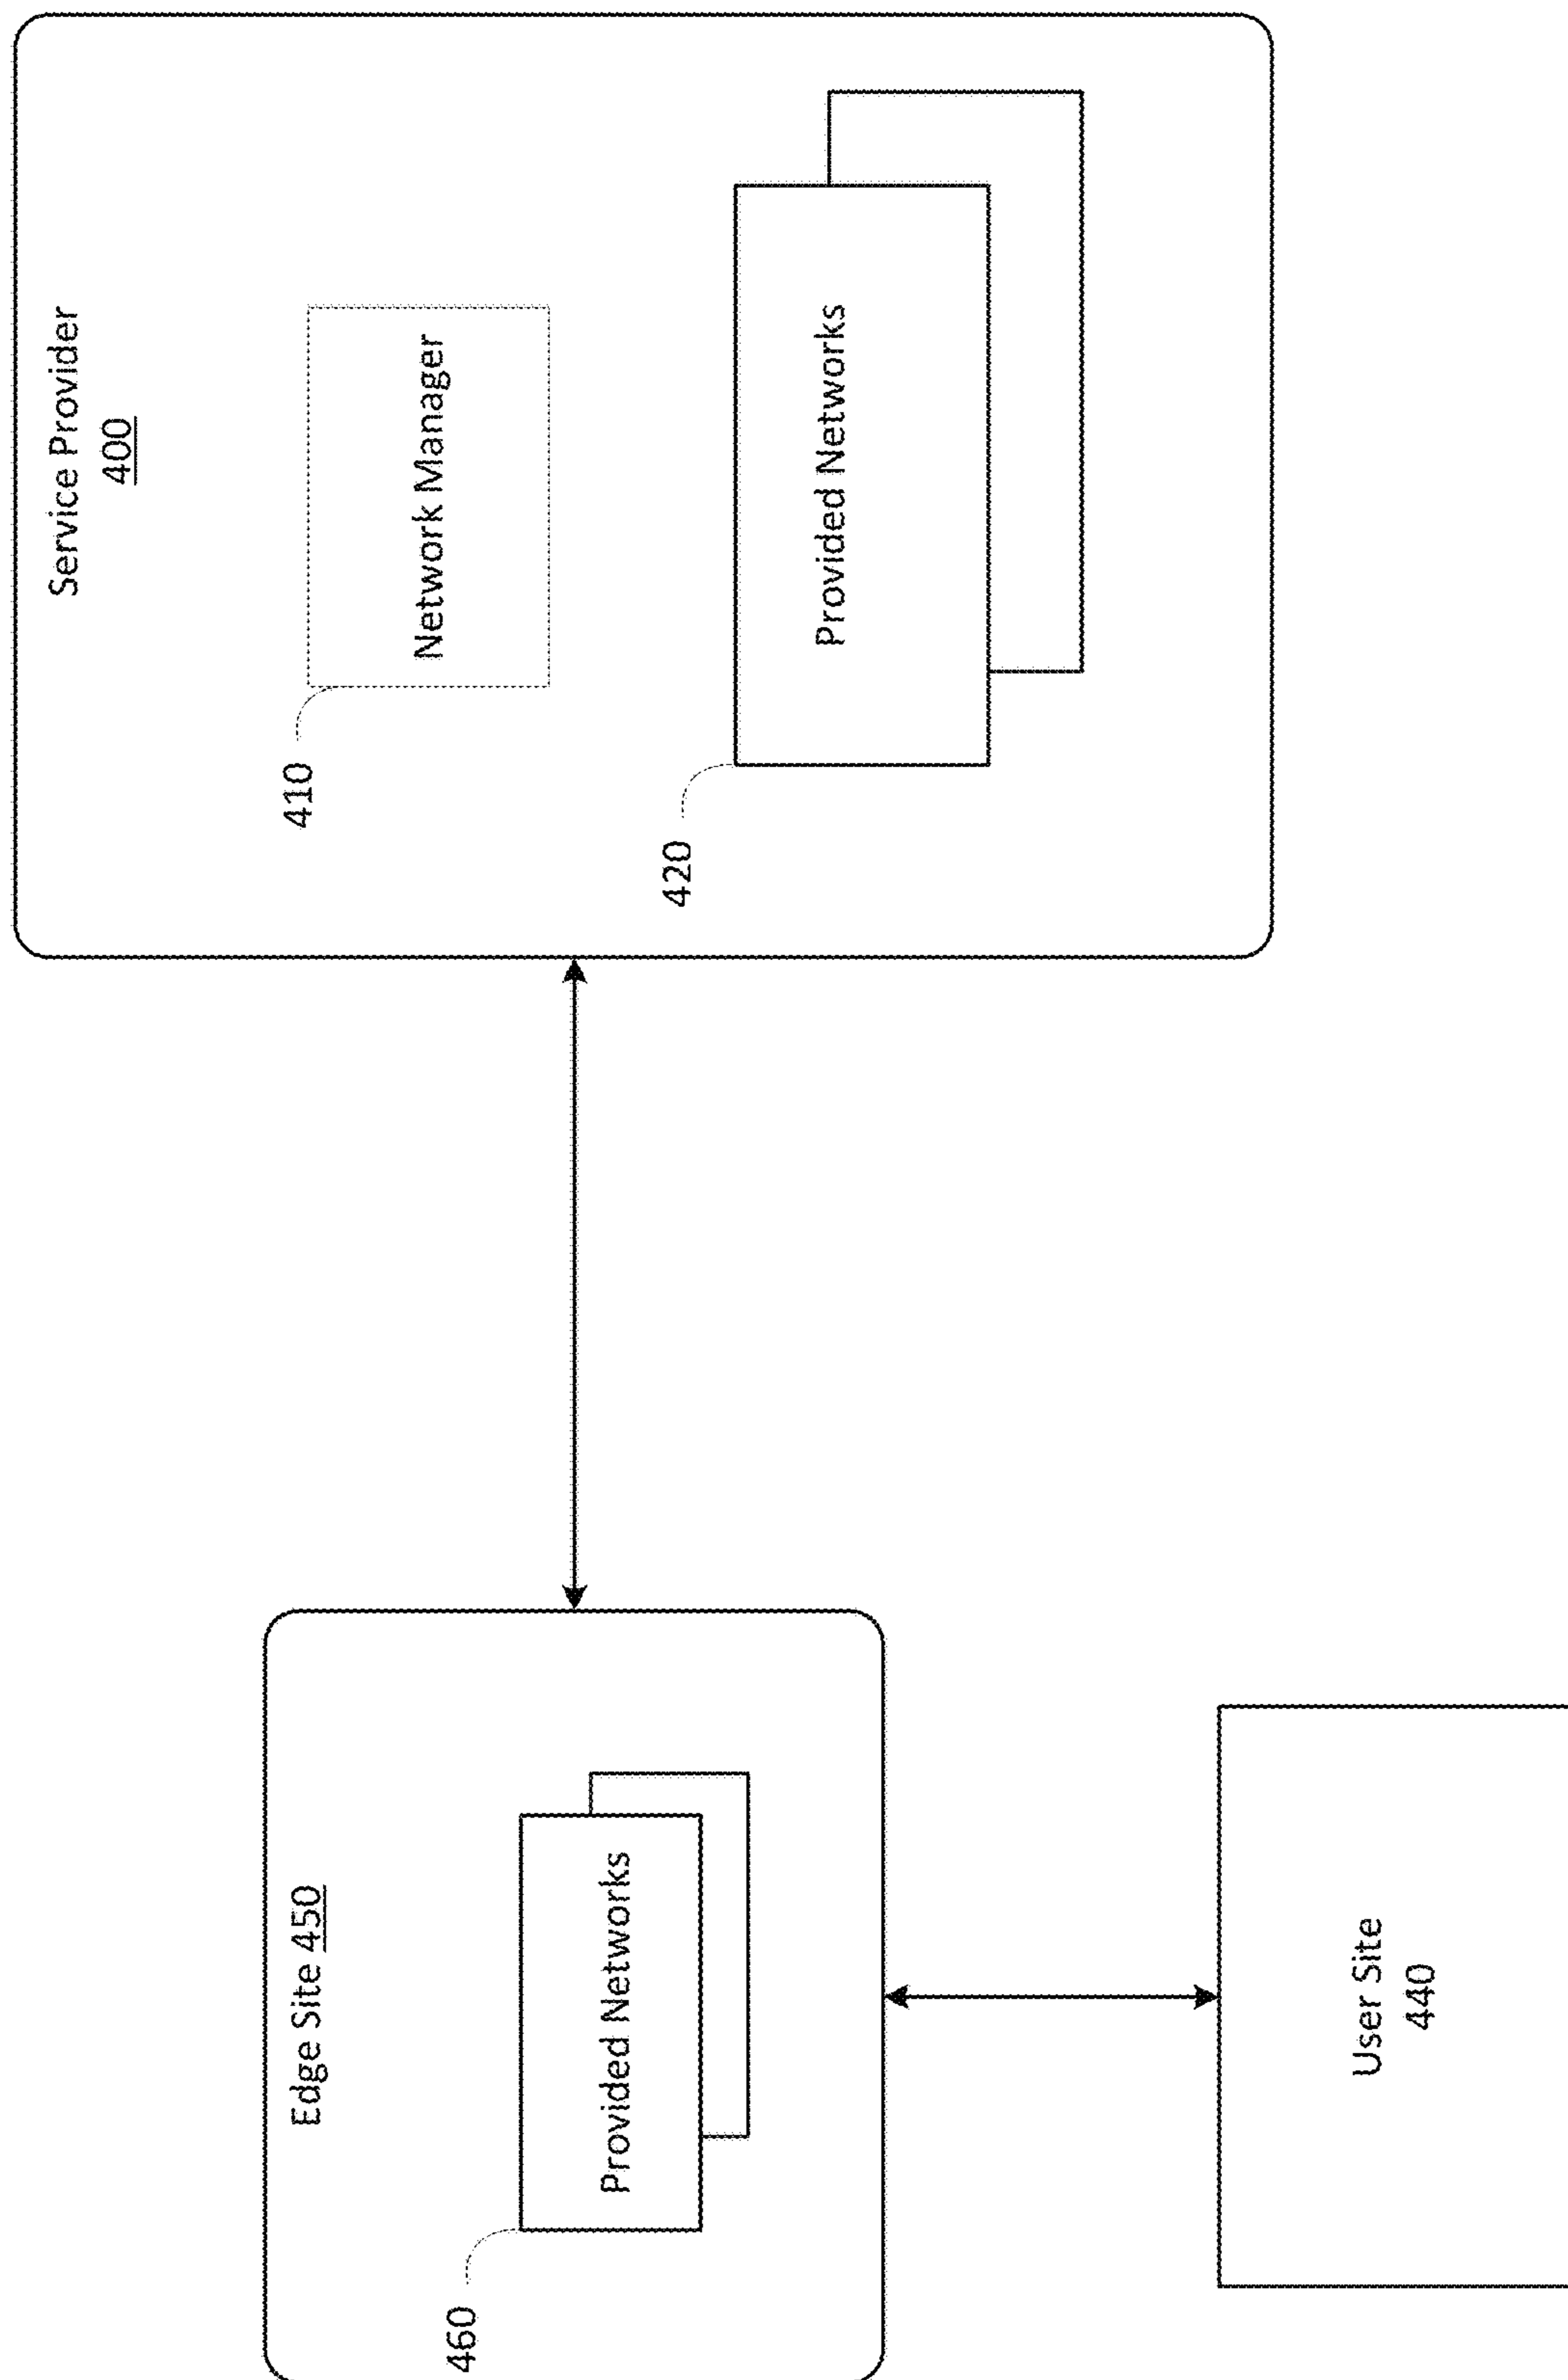 Service Provider
400
410
Network Manager
420
Provided Networks
Edge Site 450
460
Provided Networks
User Site
440